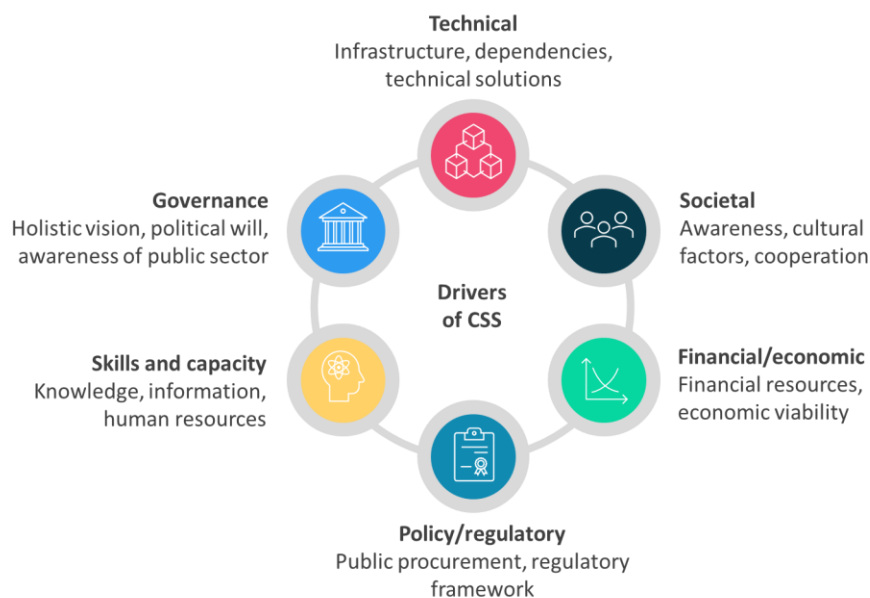 Technical
Infrastructure, dependencies,
technical solutions
Governance
Holistic vision, political will,
awareness of public sector
Societal
Awareness, cultural
factors, cooperation
Drivers
of CSS
Skills and capacity
Knowledge, information,
human resources
Financial/economic
Financial resources,
economic viability
Policy/regulatory
Public procurement, regulatory
framework